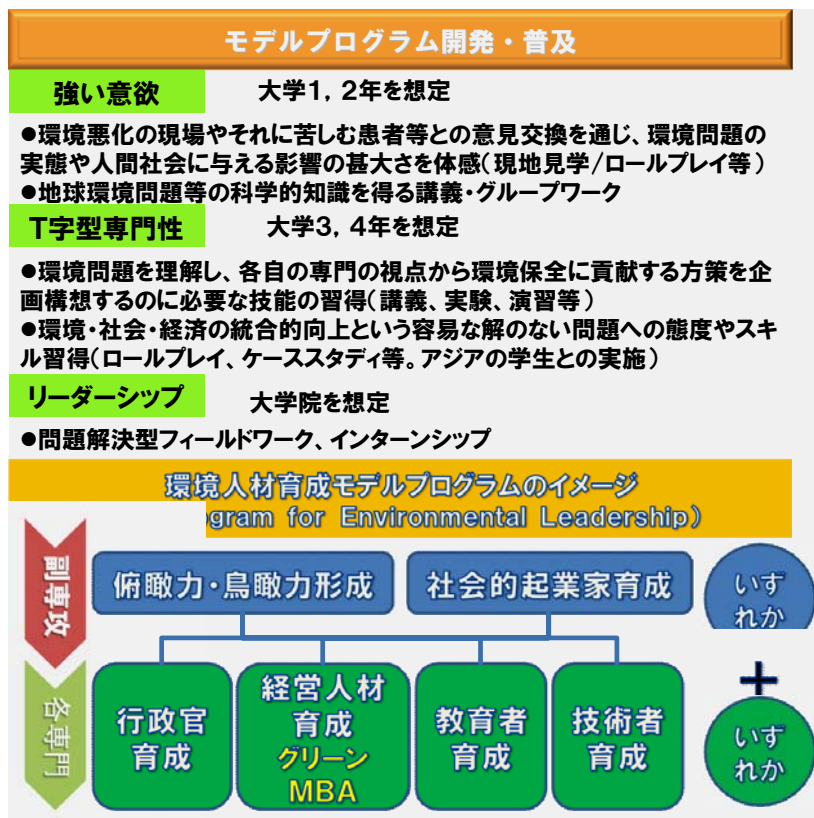 モデルプログラム開発・普及
強い意欲 大学1，2年を想定
●環境悪化の現場やそれに苦しむ患者等との意見交換を通じ、環境問題の
実態や人間社会に与える影響の甚大さを体感（現地見学/ロールプレイ等）
●地球環境問題等の科学的知識を得る講義・グループワーク
T字型専門性 大学3，4年を想定
●環境問題を理解し、各自の専門の視点から環境保全に貢献する方策を企
画構想するのに必要な技能の習得（講義、実験、演習等）
●環境・社会・経済の統合的向上という容易な解のない問題への態度やスキ
ル習得（ロールプレイ、ケーススタディ等。アジアの学生との実施）
リーダーシップ 大学院を想定
●問題解決型フィールドワーク、インターンシップ
環境人材育成モデルプログラムのイメージ
gram for Environmental Leadership）
副専攻
俯瞰力・鳥瞰力形成
社会的起業家育成
いず
れか
各専門
行政官
育成
経営人材
育成
グリーン
MBA
教育者
育成
技術者
育成
＋
いず
れか